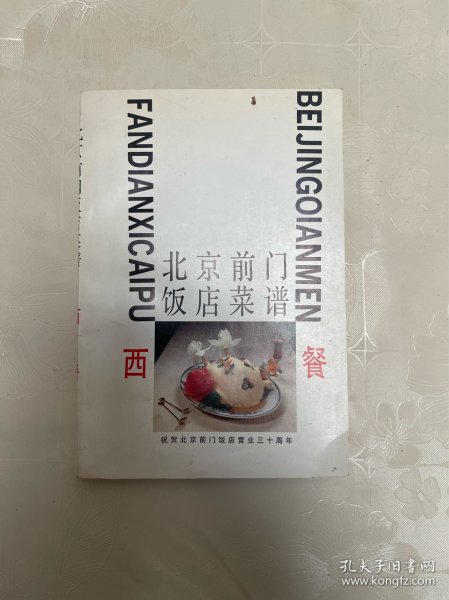 BEIJINGQIANMEN
FANDIANXICAIPU
北京前门
饭店菜谱
西餐
祝贺北京前门饭店营业三十周年
孔夫子旧书网
www.kongfz.com